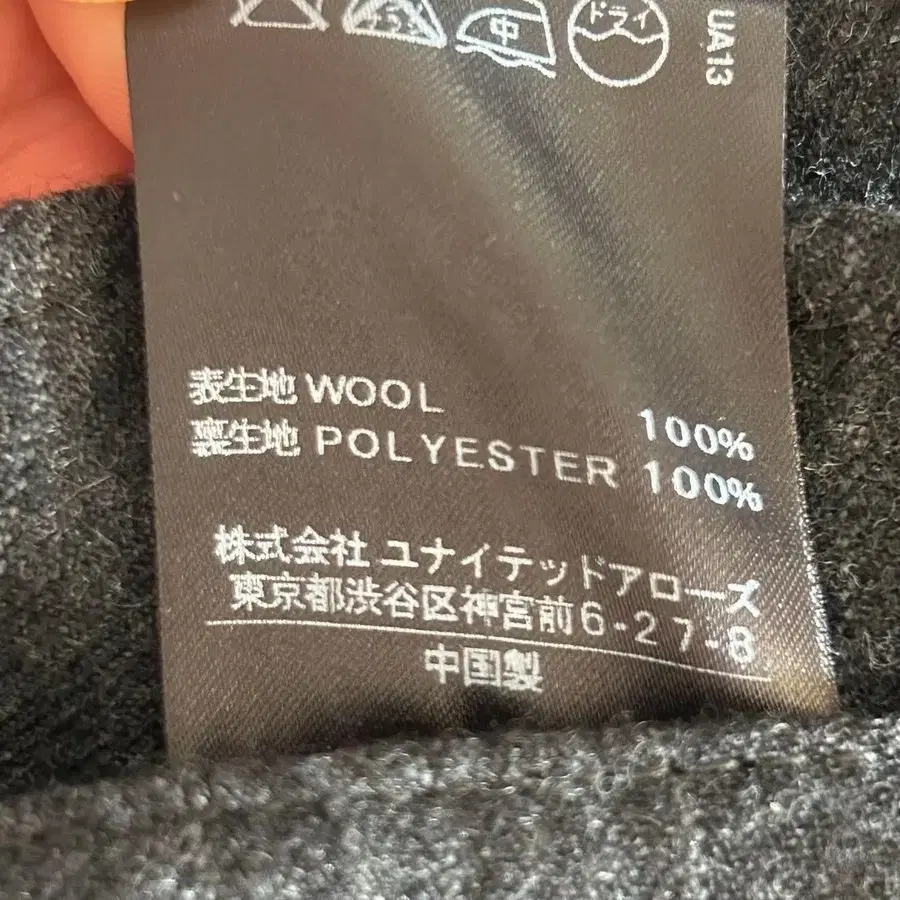 中 ドライ
UA13
表生地 WOOL 100%
裏生地 POLYESTER 100%
株式会社 ユナイテッドアローズ
東京都渋谷区神宮前6-27-8
中国製